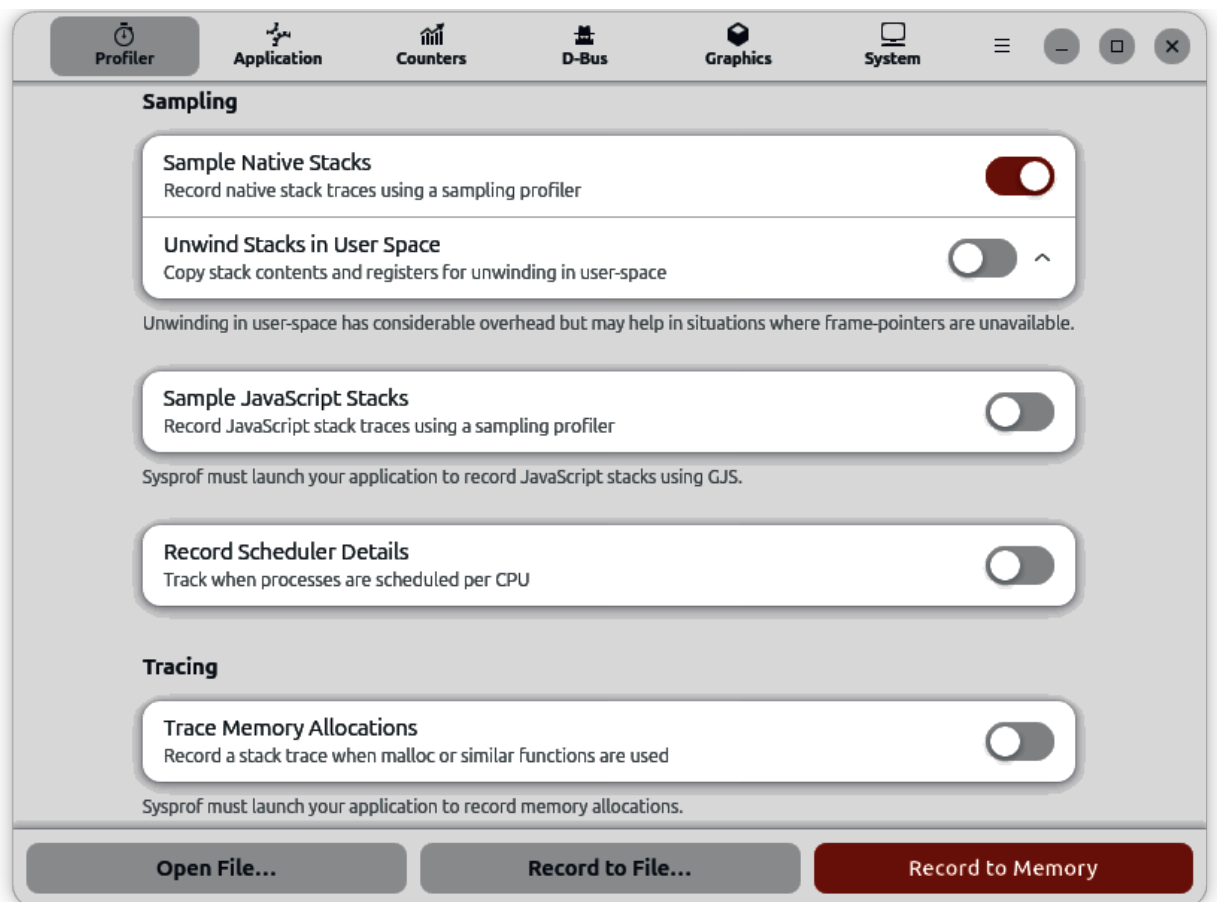 Profiler
Application
Counters
D-Bus
Graphics
System
Sampling
Sample Native Stacks
Record native stack traces using a sampling profiler
Unwind Stacks in User Space
Copy stack contents and registers for unwinding in user-space
Unwinding in user-space has considerable overhead but may help in situations where frame-pointers are unavailable.
Sample JavaScript Stacks
Record JavaScript stack traces using a sampling profiler
Sysprof must launch your application to record JavaScript stacks using GJS.
Record Scheduler Details
Track when processes are scheduled per CPU
Tracing
Trace Memory Allocations
Record a stack trace when malloc or similar functions are used
Sysprof must launch your application to record memory allocations.
Open File...
Record to File...
Record to Memory